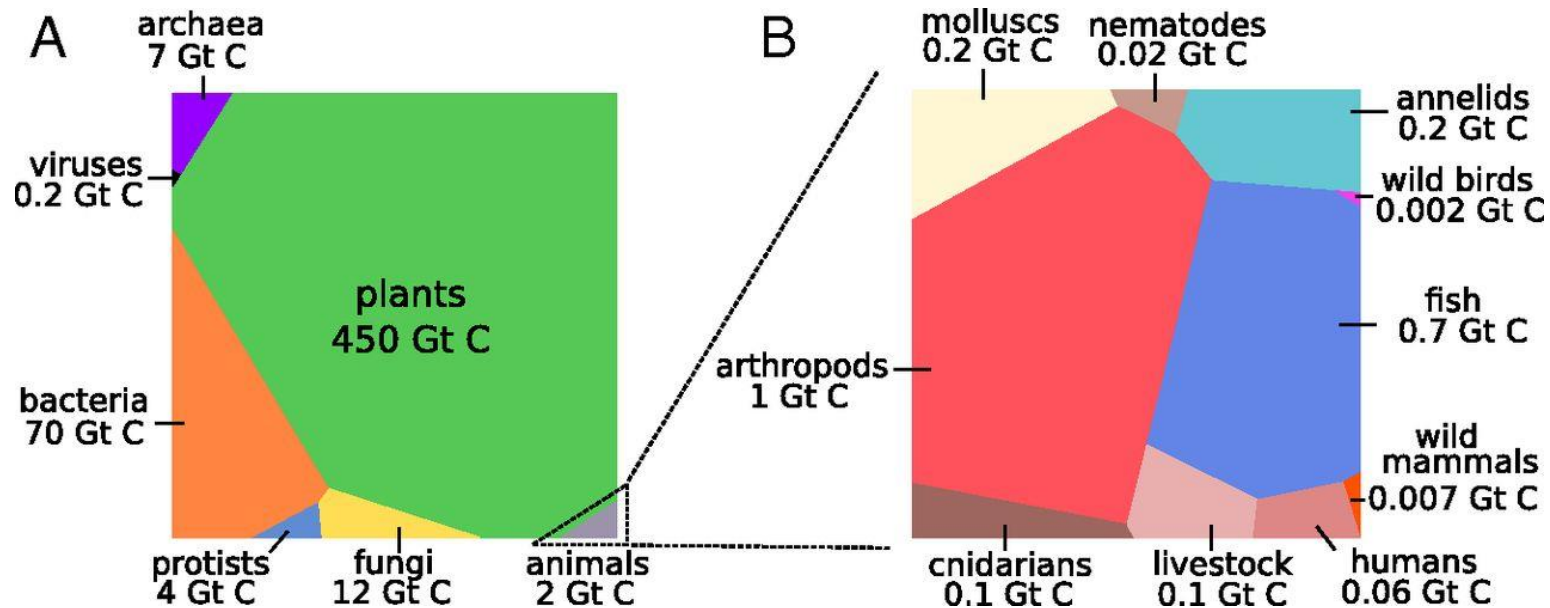 A
archaea
7 Gt C
viruses
0.2 Gt C
plants
450 Gt C
bacteria
70 Gt C
protists
4 Gt C
fungi
12 Gt C
animals
2 Gt C
B
molluscs
0.2 Gt C
nematodes
0.02 Gt C
annelids
0.2 Gt C
wild birds
0.002 Gt C
fish
0.7 Gt C
arthropods
1 Gt C
wild
mammals
0.007 Gt C
cnidarians
0.1 Gt C
livestock
0.1 Gt C
humans
0.06 Gt C